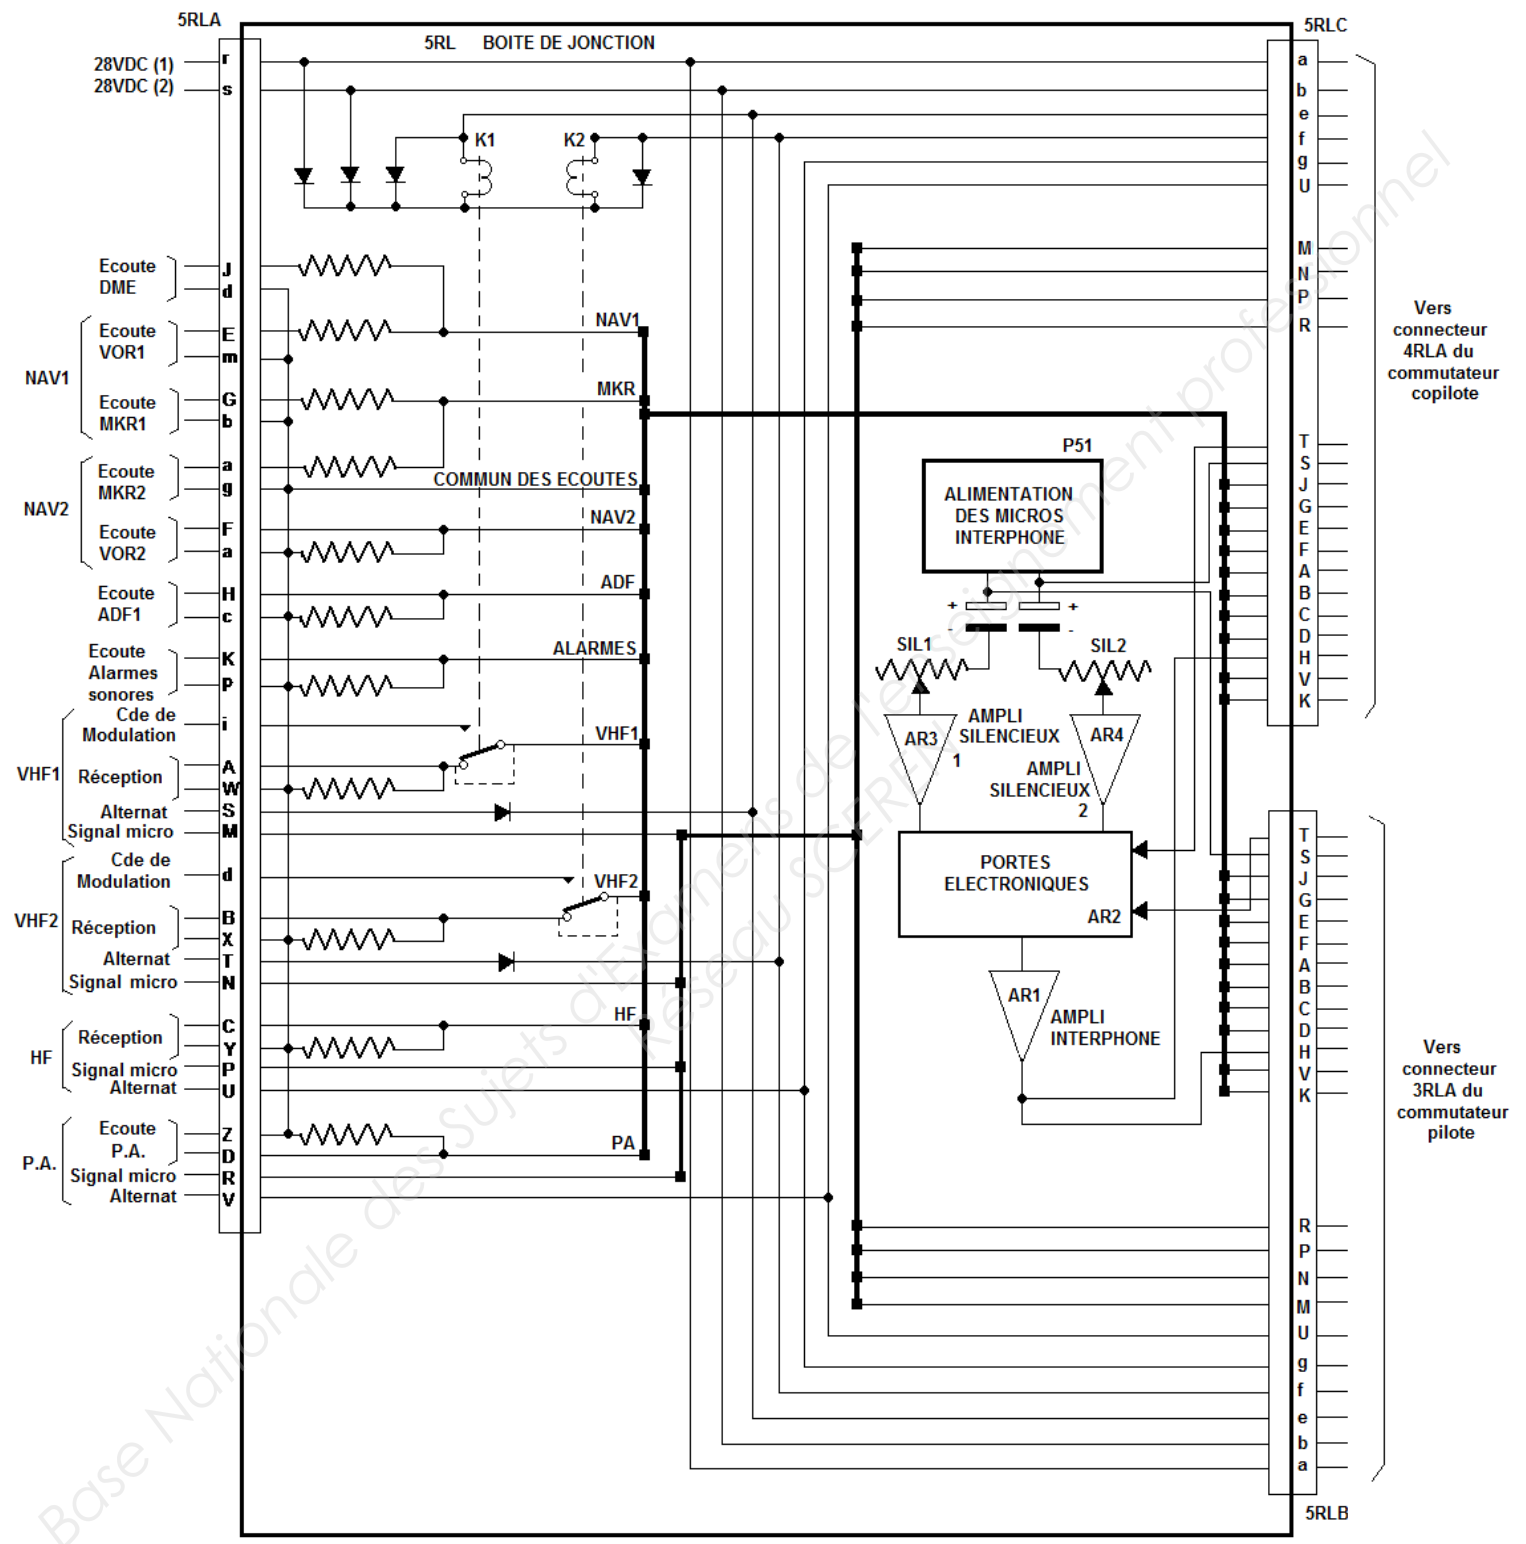 5RLA
5RL BOITE DE JONCTION
5RLC
28VDC (1)
28VDC (2)
r
s
K1
K2
Ecoute
DME
J
d
NAV1
Ecoute
VOR1
E
m
Ecoute
MKR1
G
b
NAV2
Ecoute
MKR2
a
g
Ecoute
VOR2
F
a
Ecoute
ADF1
H
c
Ecoute
Alarmes
sonores
K
p
VHF1
Cde de
Modulation
i
Réception
A
W
Alternat
S
Signal micro
M
VHF2
Cde de
Modulation
d
Réception
B
X
Alternat
T
Signal micro
N
HF
Réception
C
Y
Signal micro
P
Alternat
U
P.A.
Ecoute
P.A.
Z
D
Signal micro
R
Alternat
V
NAV1
MKR
COMMUN DES ECOUTES
NAV2
ADF
ALARMES
VHF1
VHF2
HF
PA
P51
ALIMENTATION
DES MICROS
INTERPHONE
+
-
+
-
SIL1
SIL2
AR3
AMPLI
SILENCIEUX
1
AR4
AMPLI
SILENCIEUX
2
PORTES
ELECTRONIQUES
AR2
AR1
AMPLI
INTERPHONE
a
b
e
f
g
U
M
N
P
R
T
S
J
G
E
F
A
B
C
D
H
V
K
Vers
connecteur
4RLA du
commutateur
copilote
T
S
J
G
E
F
A
B
C
D
H
V
K
R
P
N
M
U
g
f
e
b
a
Vers
connecteur
3RLA du
commutateur
pilote
5RLB
Base Nationale des Sujets d'Examens de l'enseignement professionnel
Réseau SCEREN